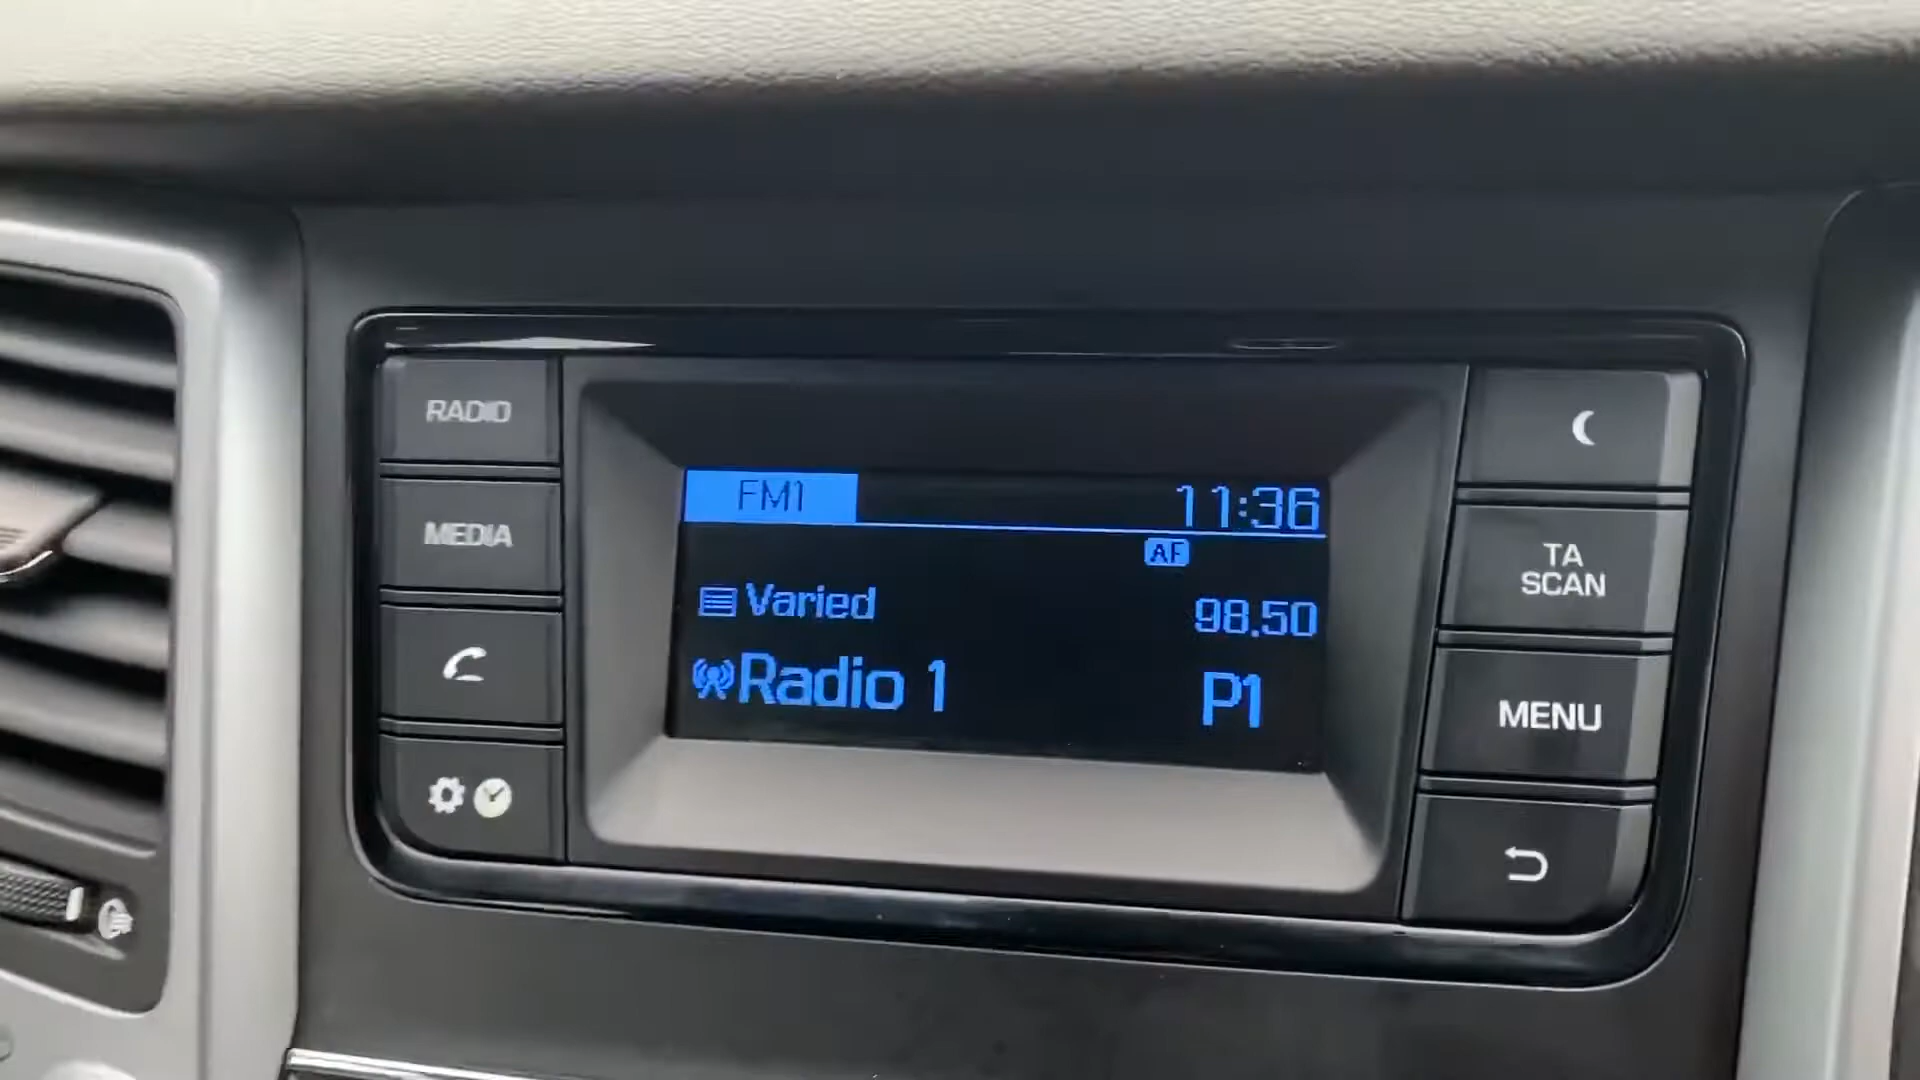 RADIO
MEDIA
FM1
11:36
AF
Varied
98.50
Radio 1
P1
TA
SCAN
MENU